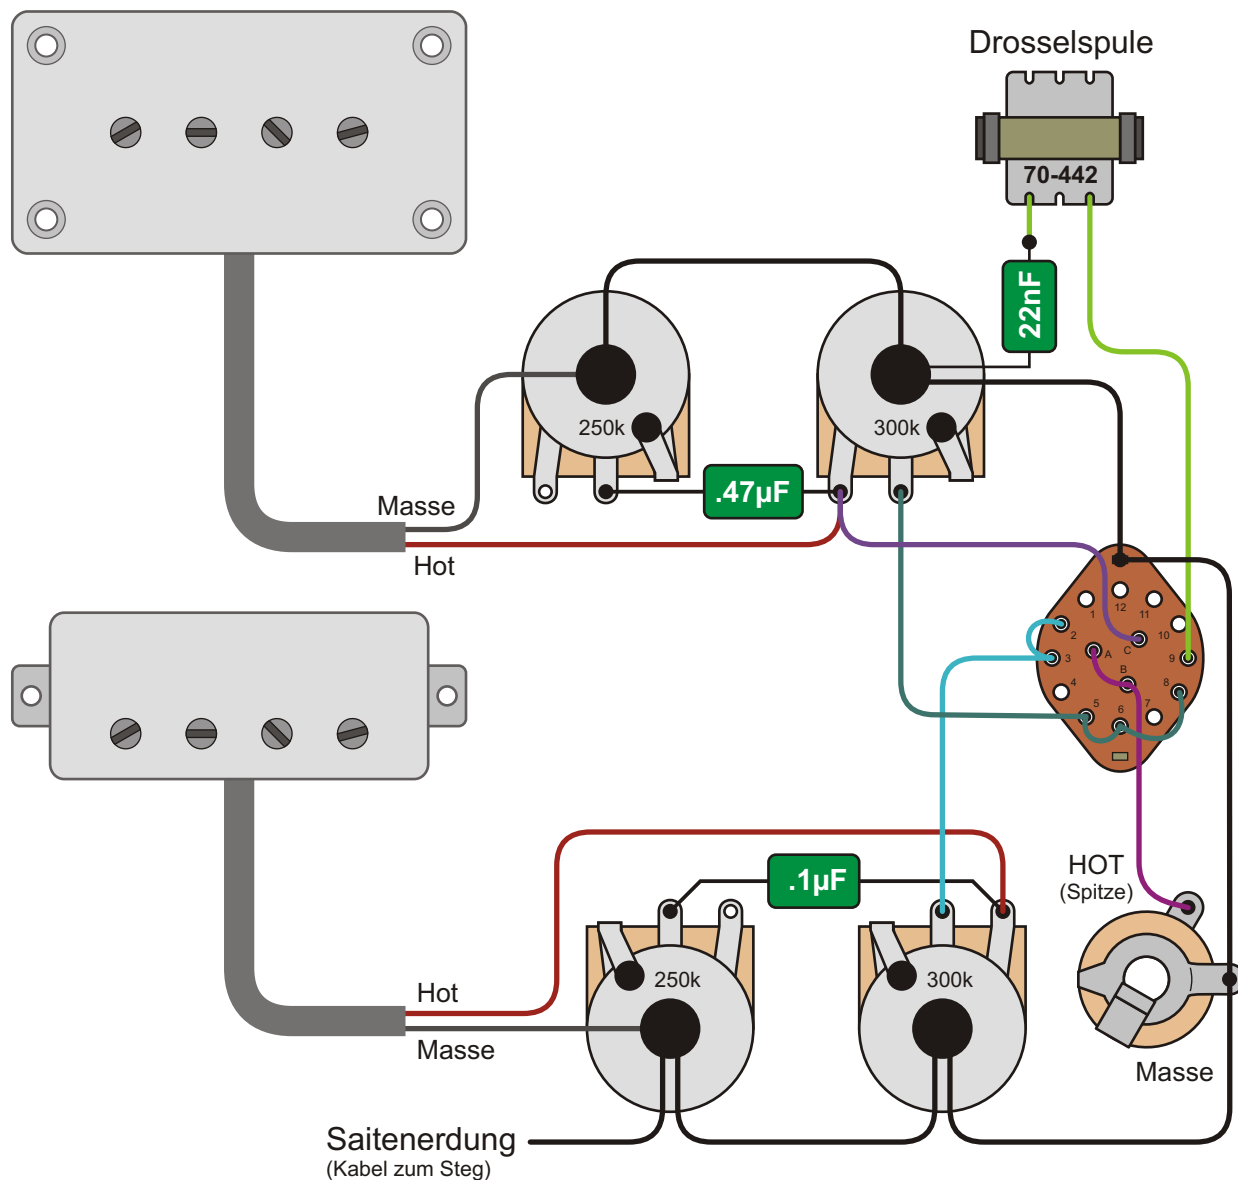 Drosselspule
70-442
22nF
250k
300k
.47µF
Masse
Hot
12
1
11
2
10
C
3
A
9
B
4
8
5
6
7
HOT
(Spitze)
.1µF
250k
300k
Hot
Masse
Masse
Saitenerdung
(Kabel zum Steg)